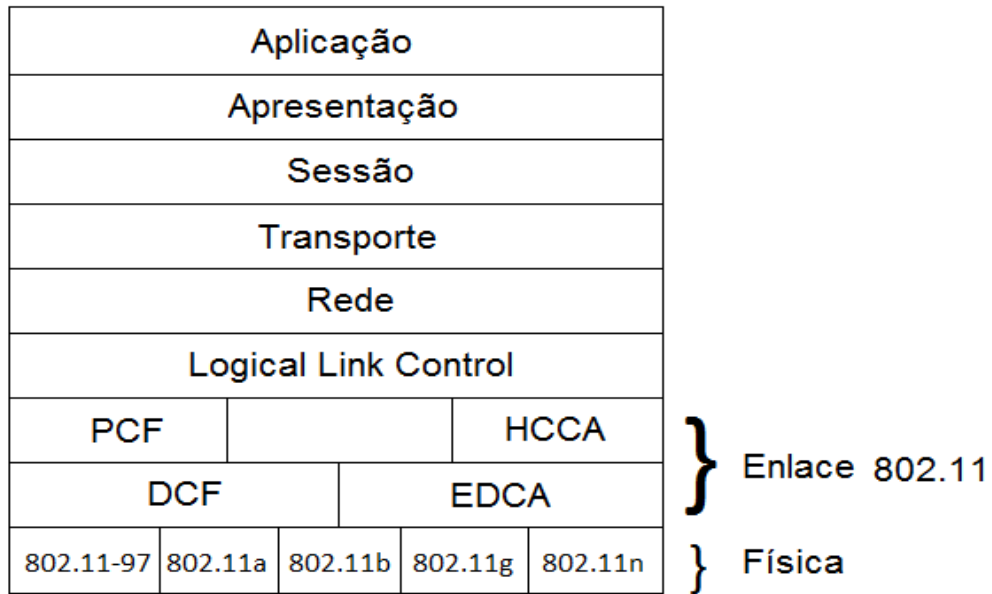 Aplicação
Apresentação
Sessão
Transporte
Rede
Logical Link Control
PCF HCCA
DCF EDCA
} Enlace 802.11
802.11-97 802.11a 802.11b 802.11g 802.11n } Física